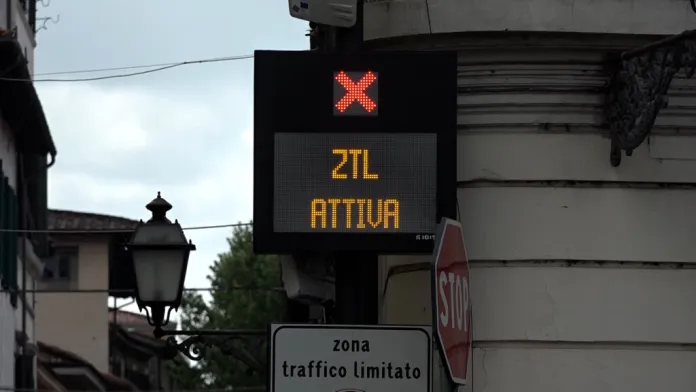 ZTL
ATTIVA
STOP
zona
traffico limitato